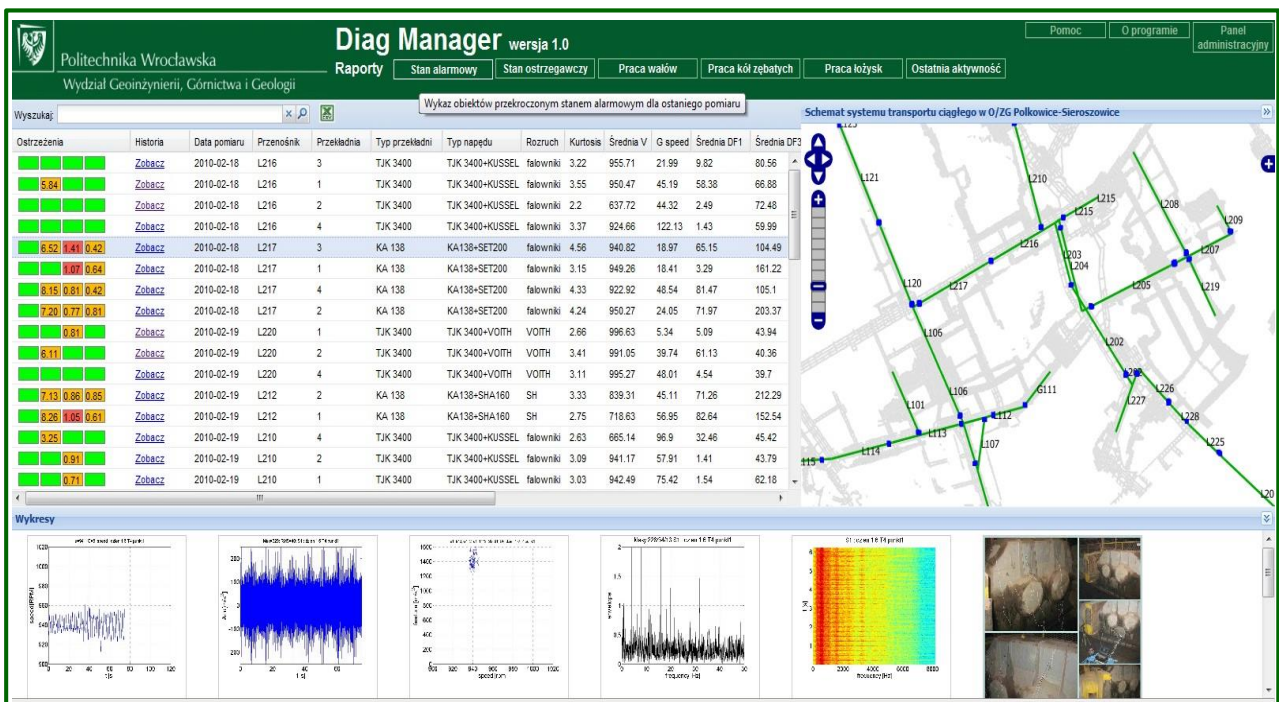 Politechnika Wrocławska
Wydział Geoinżynierii, Górnictwa i Geologii
Diag Manager wersja 1.0
Pomoc O programie Panel administracyjny
Raporty Stan alarmowy Stan ostrzegawczy Praca wałów Praca kół zębatych Praca łożysk Ostatnia aktywność
Wykaz obiektów przekroczonym stanem alarmowym dla ostaniego pomiaru
Wyszukaj:
Schemat systemu transportu ciągłego w O/ZG Polkowice-Sieroszowice
Ostrzeżenia Historia Data pomiaru Przenośnik Przekładnia Typ przekładni Typ napędu Rozruch Kurtosis Średnia V G speed Średnia DF1 Średnia DF3
Zobacz 2010-02-18 L216 3 TJK 3400 TJK 3400+KUSSEL falowniki 3.22 955.71 21.99 9.82 80.56
5.84 Zobacz 2010-02-18 L216 1 TJK 3400 TJK 3400+KUSSEL falowniki 3.55 950.47 45.19 58.38 66.88
Zobacz 2010-02-18 L216 2 TJK 3400 TJK 3400+KUSSEL falowniki 2.2 637.72 44.32 2.49 72.48
Zobacz 2010-02-18 L216 4 TJK 3400 TJK 3400+KUSSEL falowniki 3.37 924.66 122.13 1.43 59.99
6.52 1.41 0.42 Zobacz 2010-02-18 L217 3 KA 138 KA138+SET200 falowniki 4.56 940.82 18.97 65.15 104.49
1.07 0.64 Zobacz 2010-02-18 L217 1 KA 138 KA138+SET200 falowniki 3.15 949.26 18.41 3.29 161.22
8.15 0.81 0.42 Zobacz 2010-02-18 L217 4 KA 138 KA138+SET200 falowniki 4.33 922.92 48.54 81.47 105.1
7.20 0.77 0.81 Zobacz 2010-02-18 L217 2 KA 138 KA138+SET200 falowniki 4.24 950.27 24.05 71.97 203.37
0.81 Zobacz 2010-02-19 L220 1 TJK 3400 TJK 3400+VOITH VOITH 2.66 996.63 5.34 5.09 43.94
6.11 Zobacz 2010-02-19 L220 2 TJK 3400 TJK 3400+VOITH VOITH 3.41 991.05 39.74 61.13 40.36
Zobacz 2010-02-19 L220 4 TJK 3400 TJK 3400+VOITH VOITH 3.11 995.27 48.01 4.54 39.7
7.13 0.86 0.85 Zobacz 2010-02-19 L212 2 KA 138 KA138+SHA160 SH 3.33 839.31 45.11 71.26 212.29
8.26 1.05 0.61 Zobacz 2010-02-19 L212 1 KA 138 KA138+SHA160 SH 2.75 718.63 56.95 82.64 152.54
3.25 Zobacz 2010-02-19 L210 4 TJK 3400 TJK 3400+KUSSEL falowniki 2.63 665.14 96.9 32.46 45.42
0.91 Zobacz 2010-02-19 L210 2 TJK 3400 TJK 3400+KUSSEL falowniki 3.09 941.17 57.91 1.41 43.79
0.71 Zobacz 2010-02-19 L210 1 TJK 3400 TJK 3400+KUSSEL falowniki 3.03 942.49 75.42 1.54 62.18
L121
L210
L215
L215
L208
L209
L216
L207
L203
L204
L120
L217
L205
L219
L106
L202
L226
L227
L106
G111
L101
L112
L228
L113
L107
L225
L114
Wykresy
0 20 40 60 80 100 120
0 20 40 60
0 10 20 30 40 50
0 2000 4000 6000 8000
frequency [Hz]